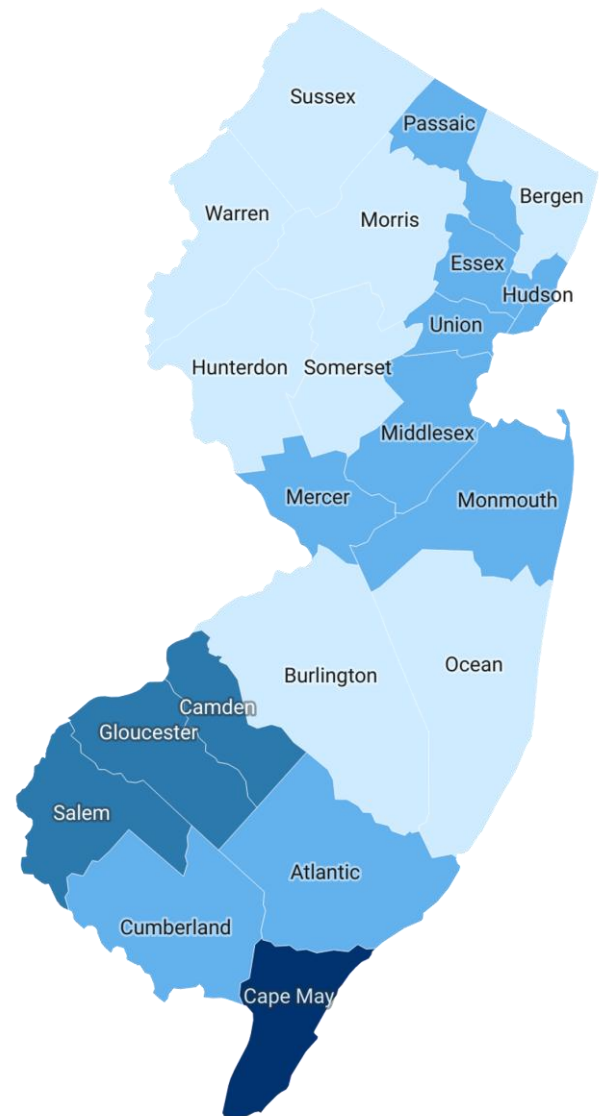 Sussex
Passaic
Bergen
Warren
Morris
Essex
Hudson
Union
Hunterdon
Somerset
Middlesex
Mercer
Monmouth
Ocean
Burlington
Camden
Gloucester
Salem
Atlantic
Cumberland
Cape May